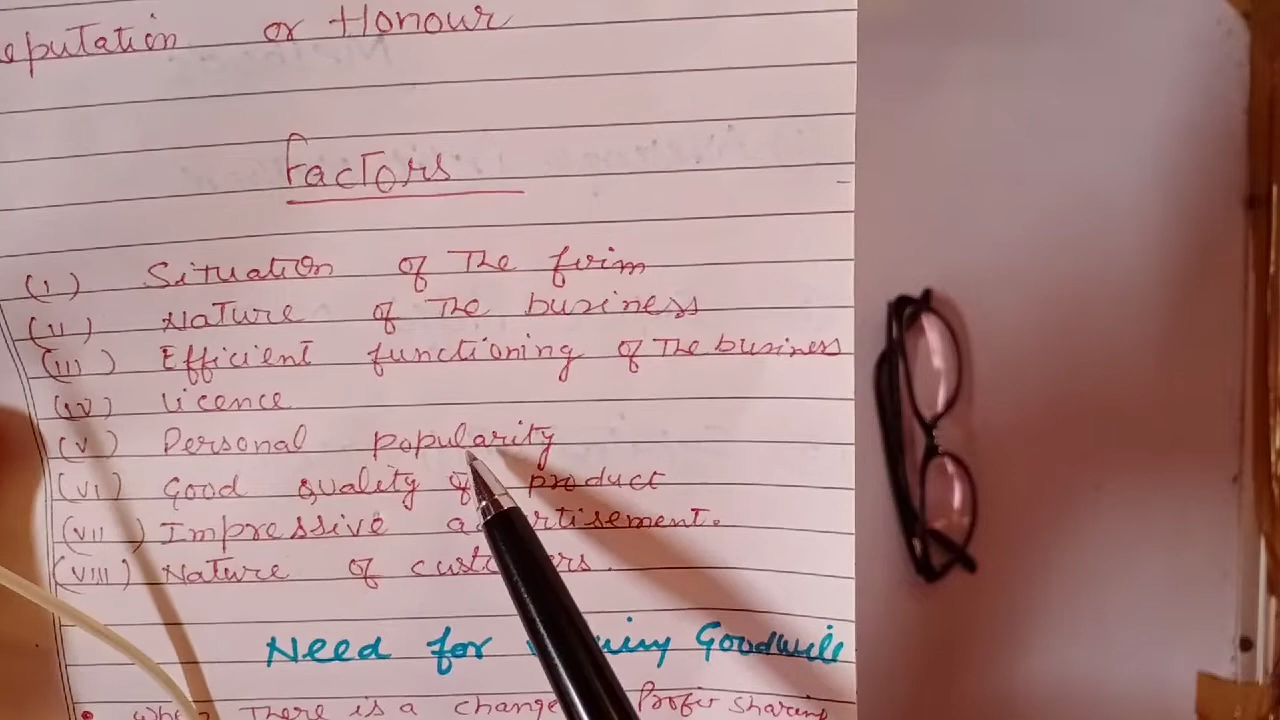 eputation or Honour
Factors
(i) Situation of The firm
(ii) Nature of The business
(iii) Efficient functioning of The business
(iv) licence
(v) Personal popularity
(vi) Good quality of product
(vii) Impressive
(viii) Nature of
Need for Goodwill
There is a change Profit sharing